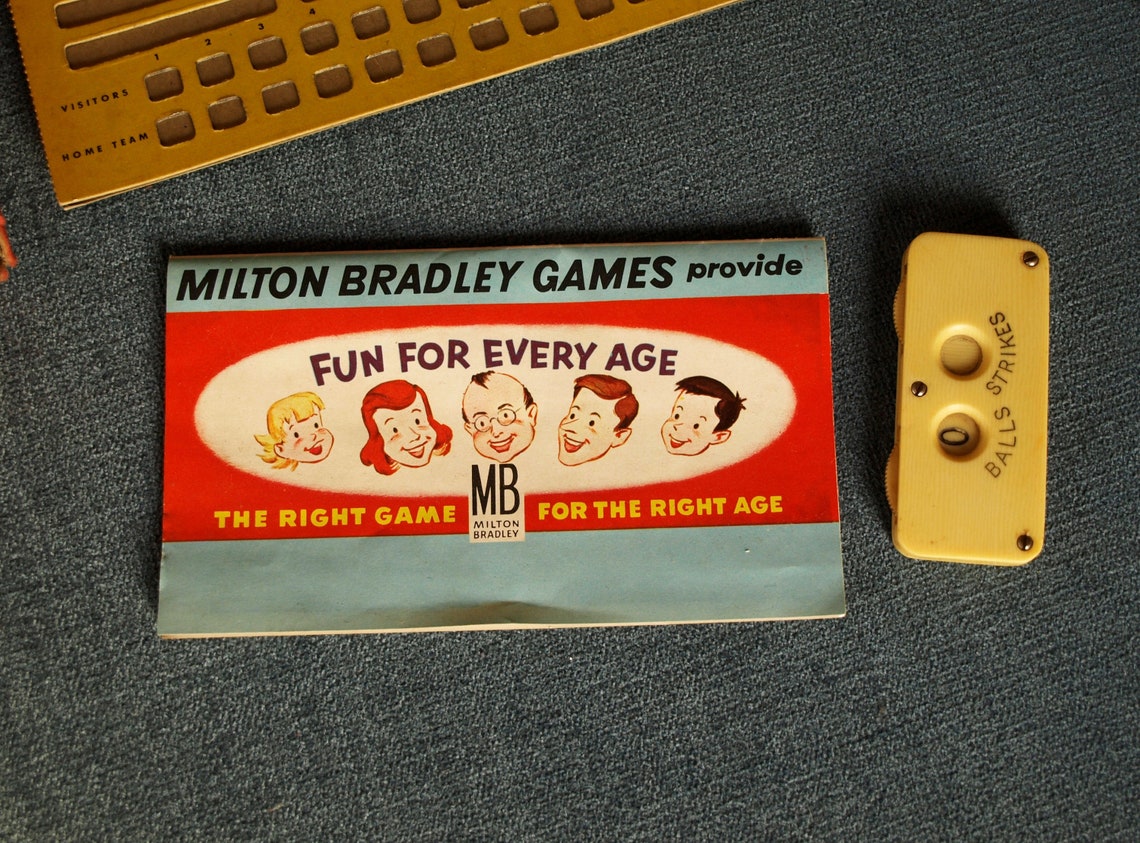 1 2 3 4
VISITORS
HOME TEAM
MILTON BRADLEY GAMES provide
FUN FOR EVERY AGE
THE RIGHT GAME
MB
MILTON
BRADLEY
FOR THE RIGHT AGE
BALLS STRIKES
0